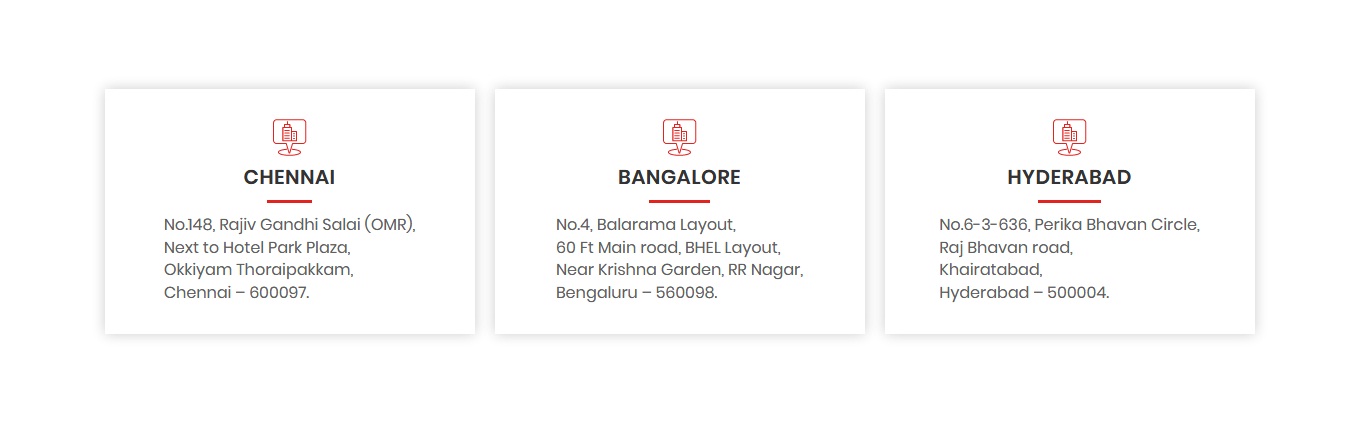 CHENNAI
No.148, Rajiv Gandhi Salai (OMR),
Next to Hotel Park Plaza,
Okkiyam Thoraipakkam,
Chennai – 600097.
BANGALORE
No.4, Balarama Layout,
60 Ft Main road, BHEL Layout,
Near Krishna Garden, RR Nagar,
Bengaluru – 560098.
HYDERABAD
No.6-3-636, Perika Bhavan Circle,
Raj Bhavan road,
Khairatabad,
Hyderabad – 500004.